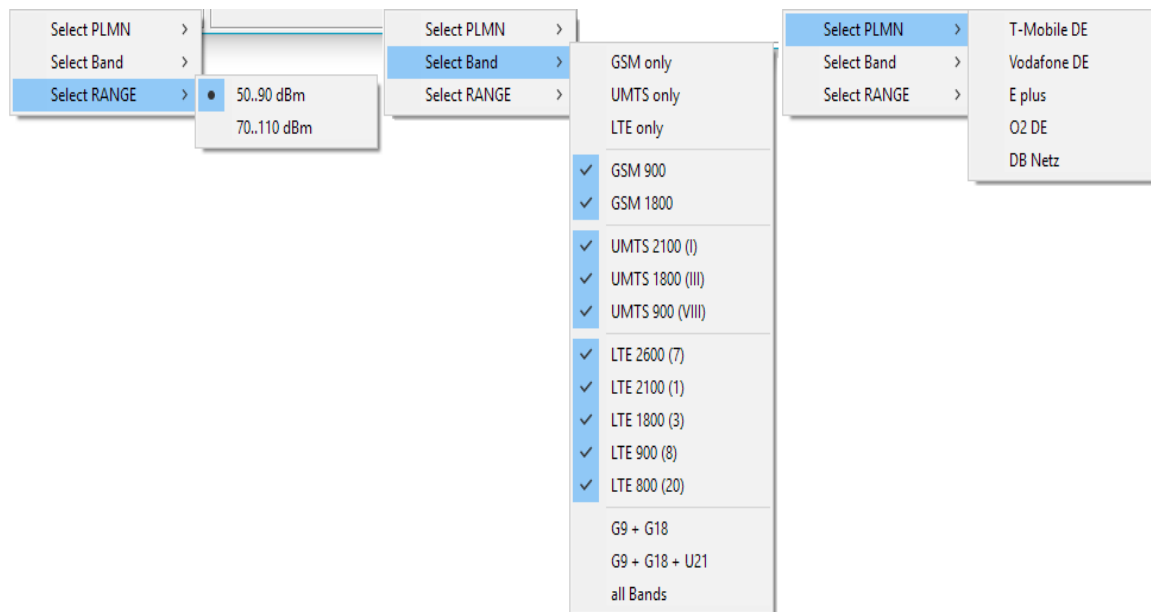 Select PLMN
Select Band
Select RANGE
50..90 dBm
70..110 dBm
Select PLMN
Select Band
Select RANGE
GSM only
UMTS only
LTE only
GSM 900
GSM 1800
UMTS 2100 (I)
UMTS 1800 (III)
UMTS 900 (VIII)
LTE 2600 (7)
LTE 2100 (1)
LTE 1800 (3)
LTE 900 (8)
LTE 800 (20)
G9 + G18
G9 + G18 + U21
all Bands
Select PLMN
Select Band
Select RANGE
T-Mobile DE
Vodafone DE
E plus
O2 DE
DB Netz